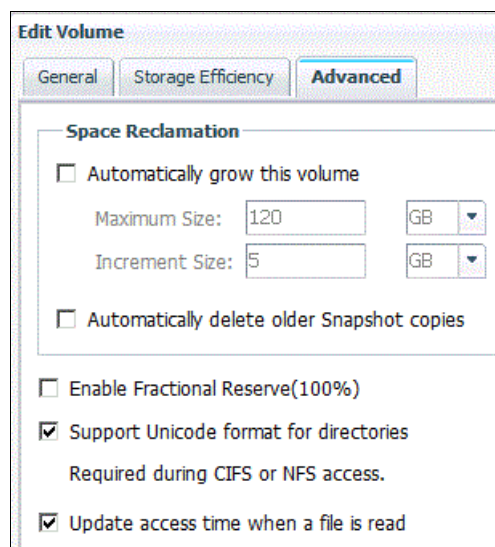 Edit Volume
General Storage Efficiency Advanced
Space Reclamation
Automatically grow this volume
Maximum Size: 120 GB
Increment Size: 5 GB
Automatically delete older Snapshot copies
Enable Fractional Reserve(100%)
Support Unicode format for directories
Required during CIFS or NFS access.
Update access time when a file is read